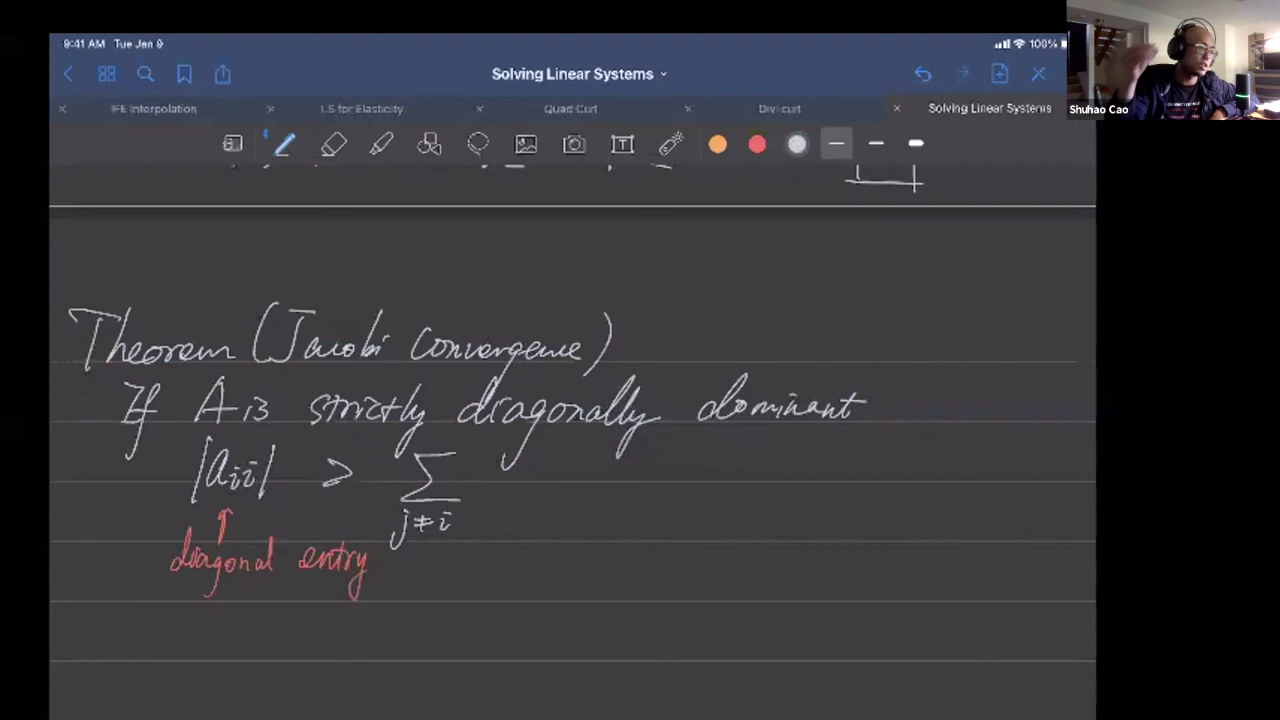 9:41 AM Tue Jan 9
100%
Solving Linear Systems
IFE Interpolation
LS for Elasticity
Quad Curl
Div-curl
Solving Linear Systems
Shuhao Cao
T
Theorem (Jacobi Convergence)
If A is strictly diagonally dominant
|aii| > Σ
j≠i
diagonal entry